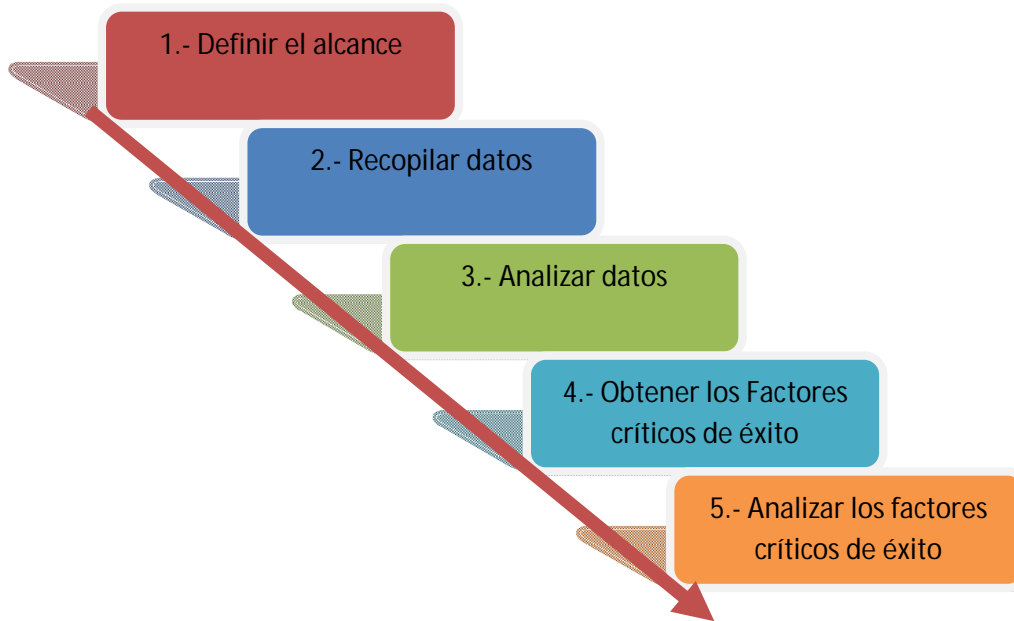 1.- Definir el alcance
2.- Recopilar datos
3.- Analizar datos
4.- Obtener los Factores
críticos de éxito
5.- Analizar los factores
críticos de éxito